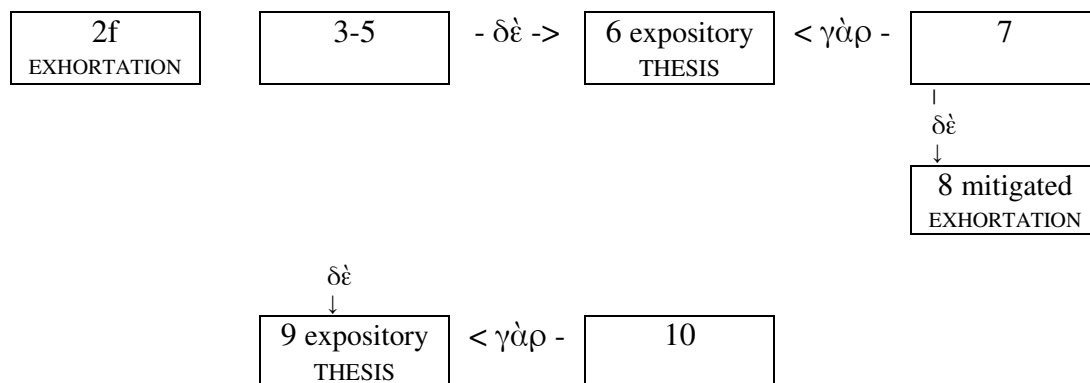 2f 3-5 - δὲ -> 6 expository < γὰρ - 7
EXHORTATION THESIS
δὲ
↓
8 mitigated
EXHORTATION
δὲ
↓
9 expository < γὰρ - 10
THESIS